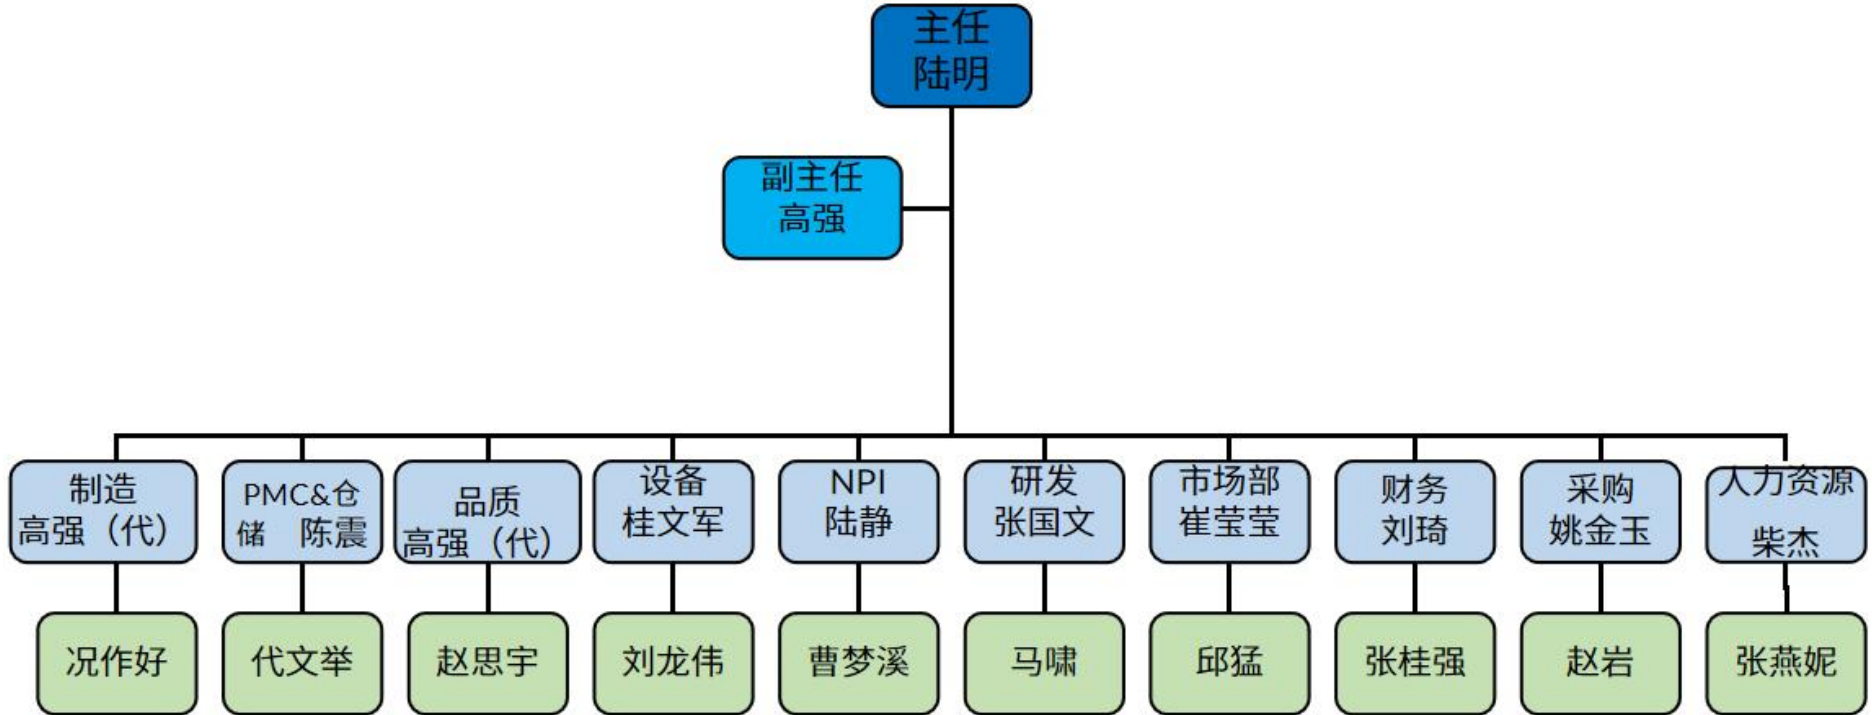 主任
陆明
副主任
高强
制造
高强（代）
PMC&仓
储 陈震
品质
高强（代）
设备
桂文军
NPI
陆静
研发
张国文
市场部
崔莹莹
财务
刘琦
采购
姚金玉
人力资源
柴杰
况作好
代文举
赵思宇
刘龙伟
曹梦溪
马啸
邱猛
张桂强
赵岩
张燕妮